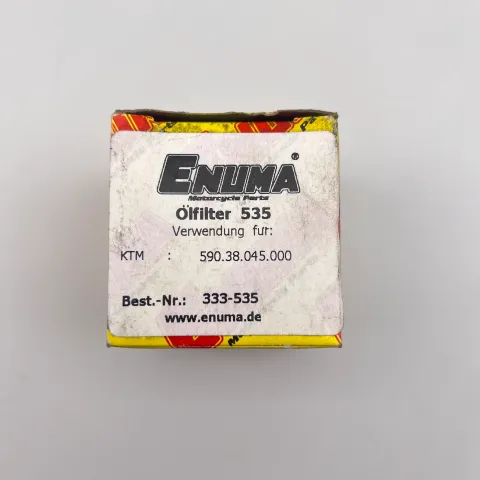 ENUMA®
Motorcycle Parts
Ölfilter 535
Verwendung fur:
KTM : 590.38.045.000
Best.-Nr.: 333-535
www.enuma.de